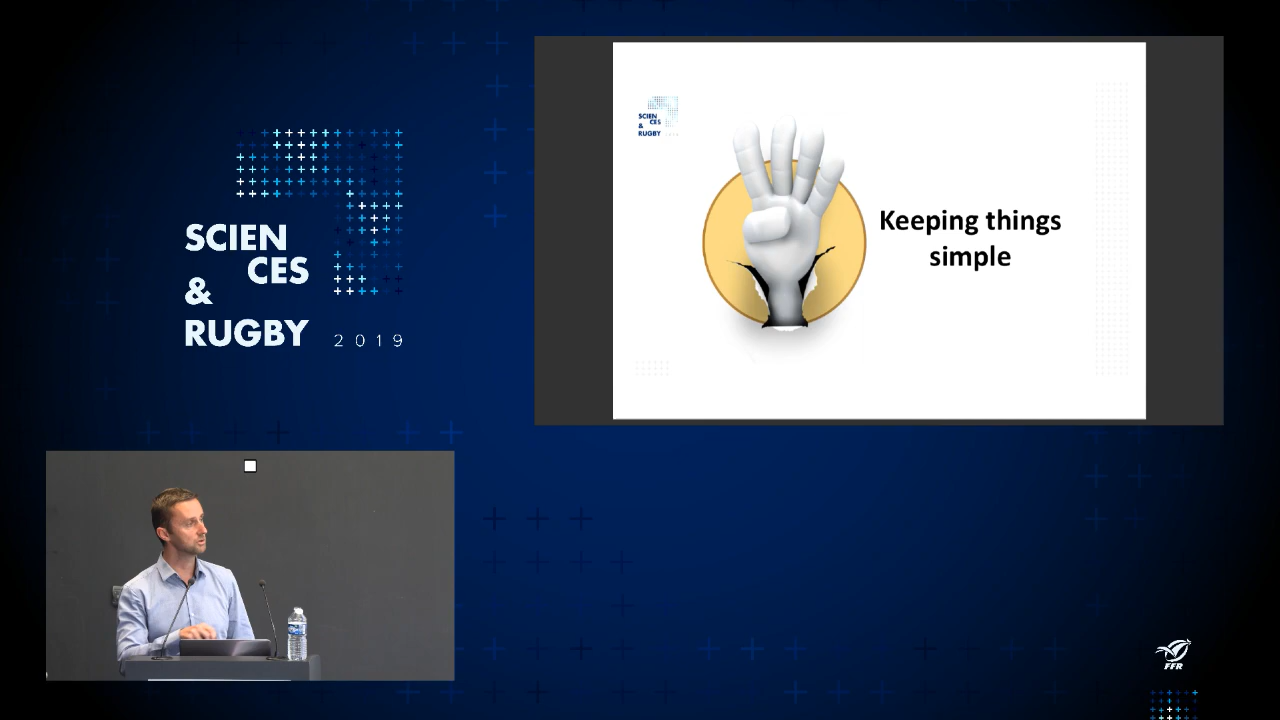 SCIEN
CES
&
RUGBY 2019
SCIEN
CES
&
RUGBY
Keeping things
simple
FFR